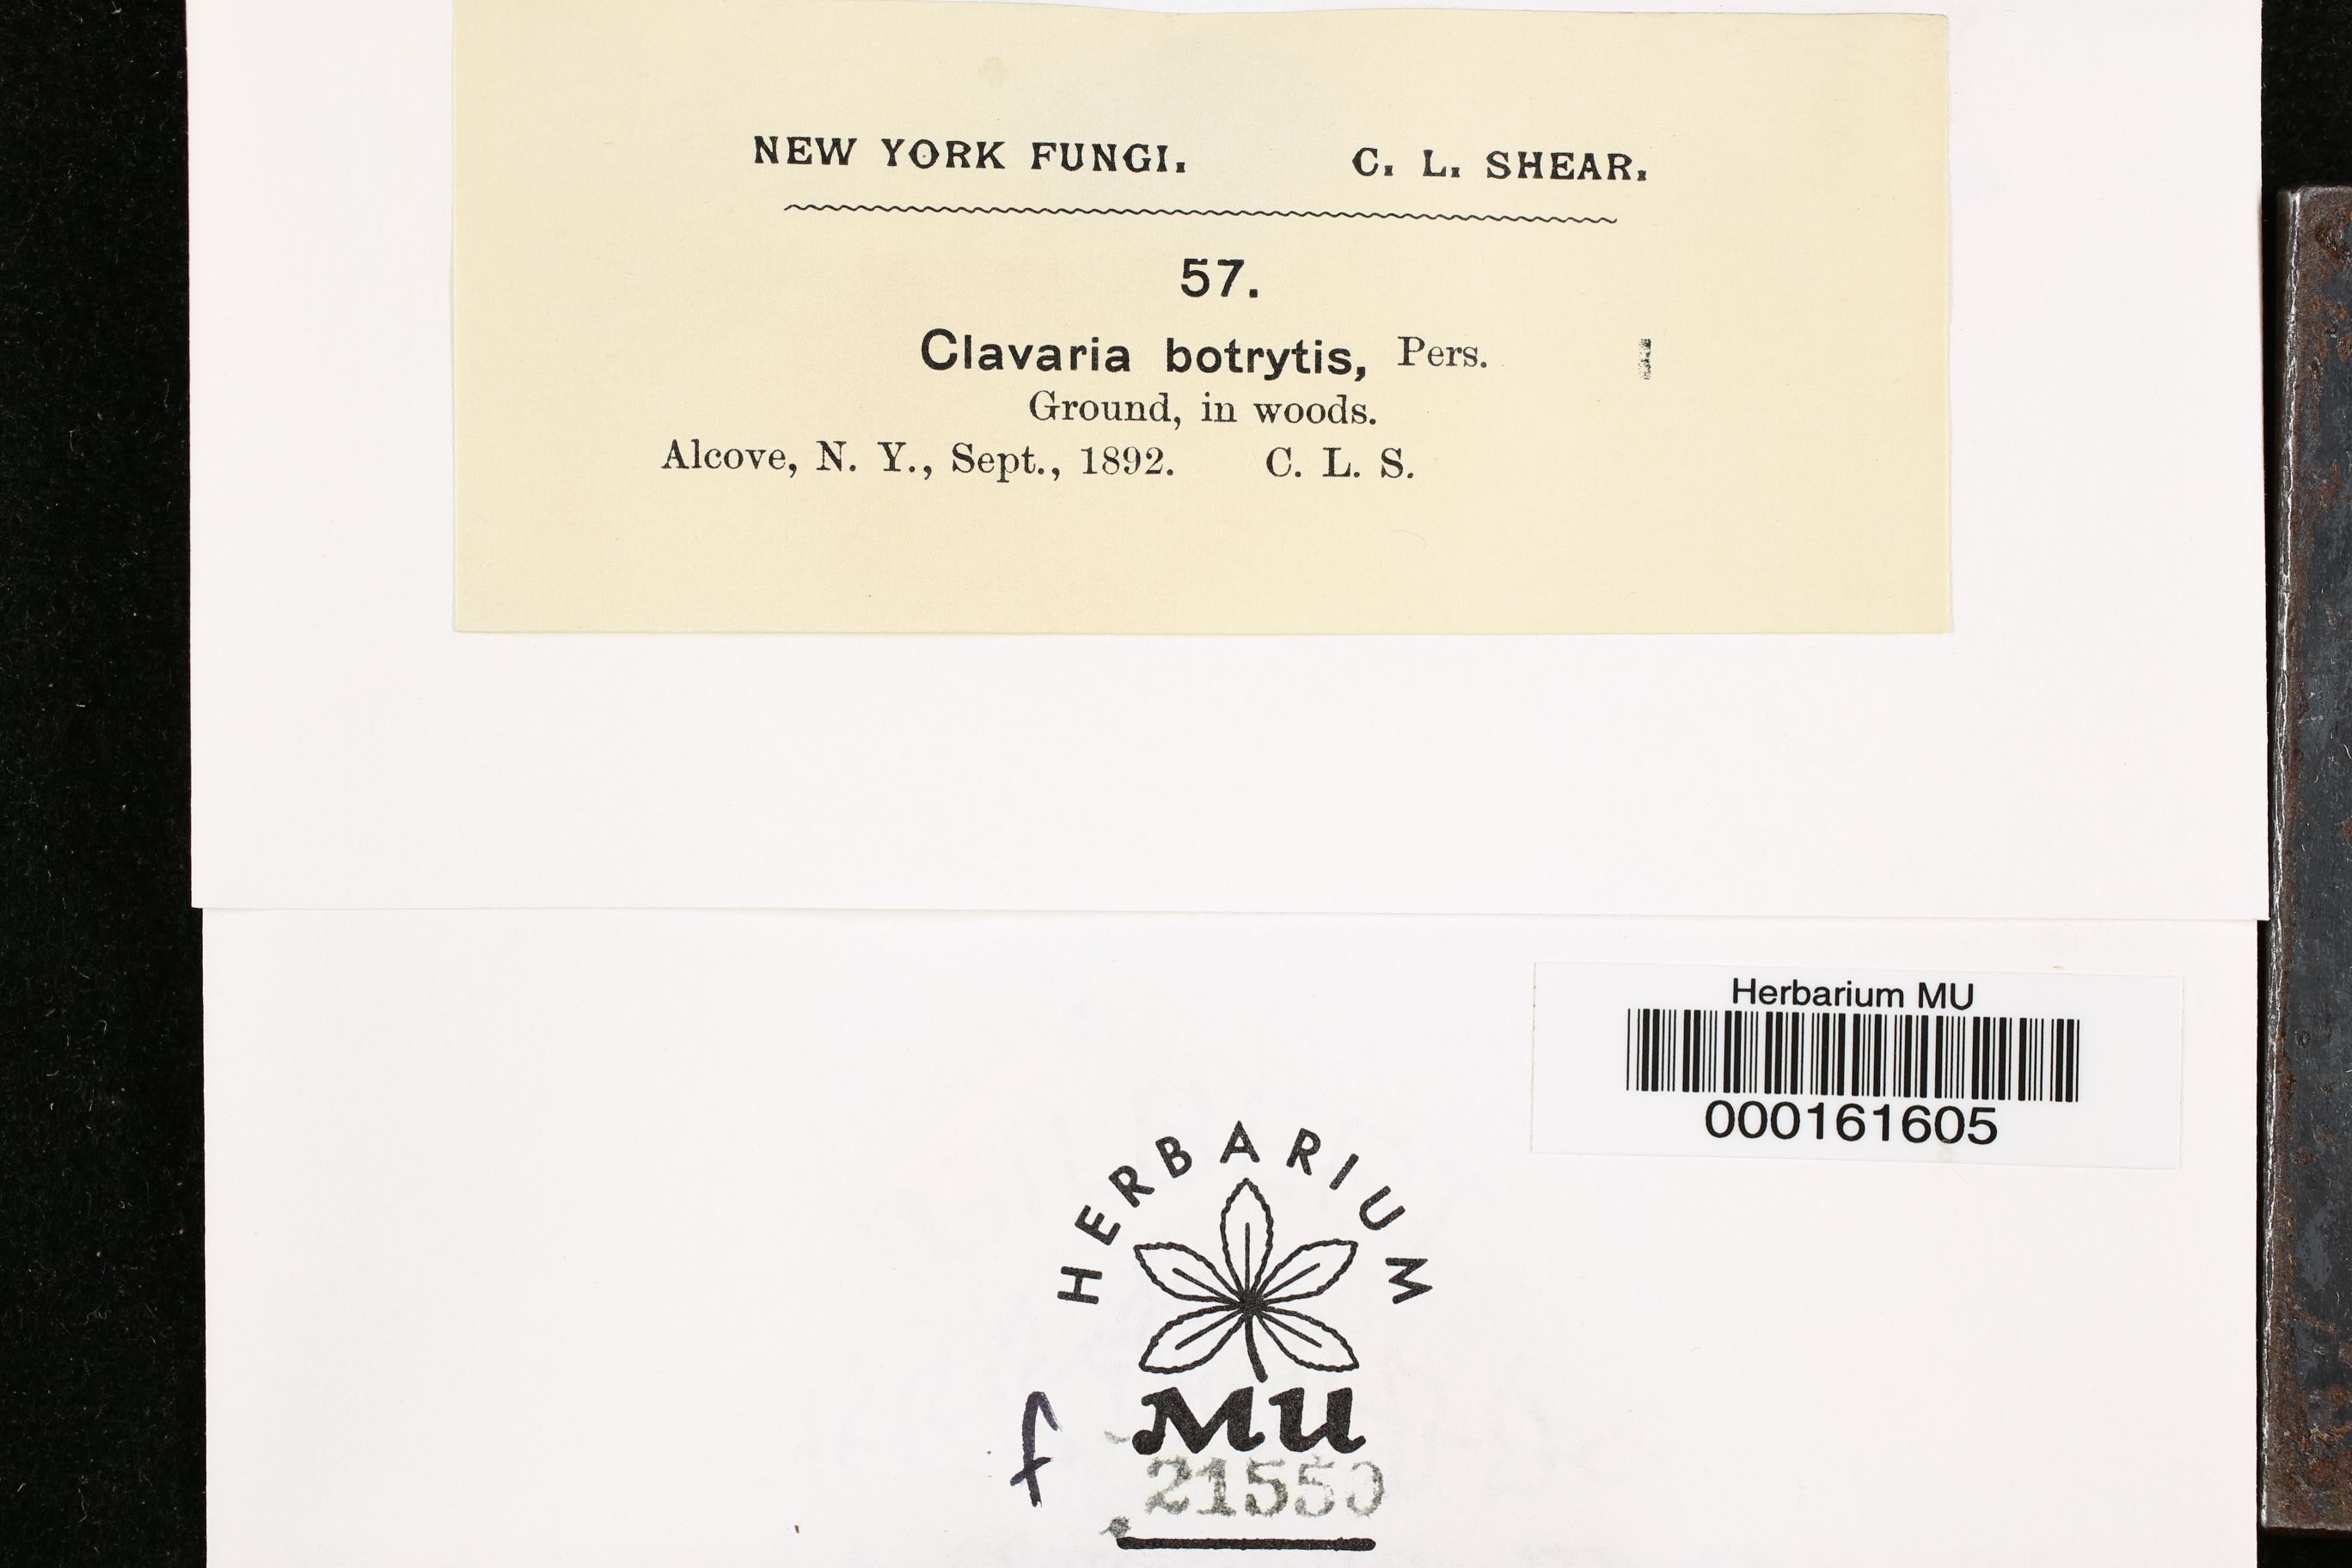 NEW YORK FUNGI. C. L. SHEAR.
57.
Clavaria botrytis, Pers.
Ground, in woods.
Alcove, N. Y., Sept., 1892. C. L. S.
Herbarium MU
000161605
HERBARIUM
MU
f
21550